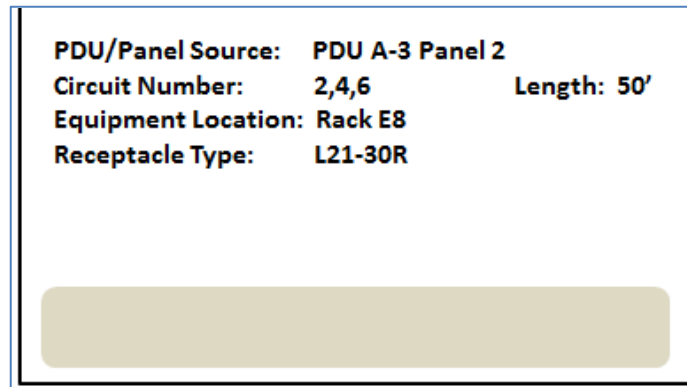 PDU/Panel Source: PDU A-3 Panel 2
Circuit Number: 2,4,6 Length: 50’
Equipment Location: Rack E8
Receptacle Type: L21-30R